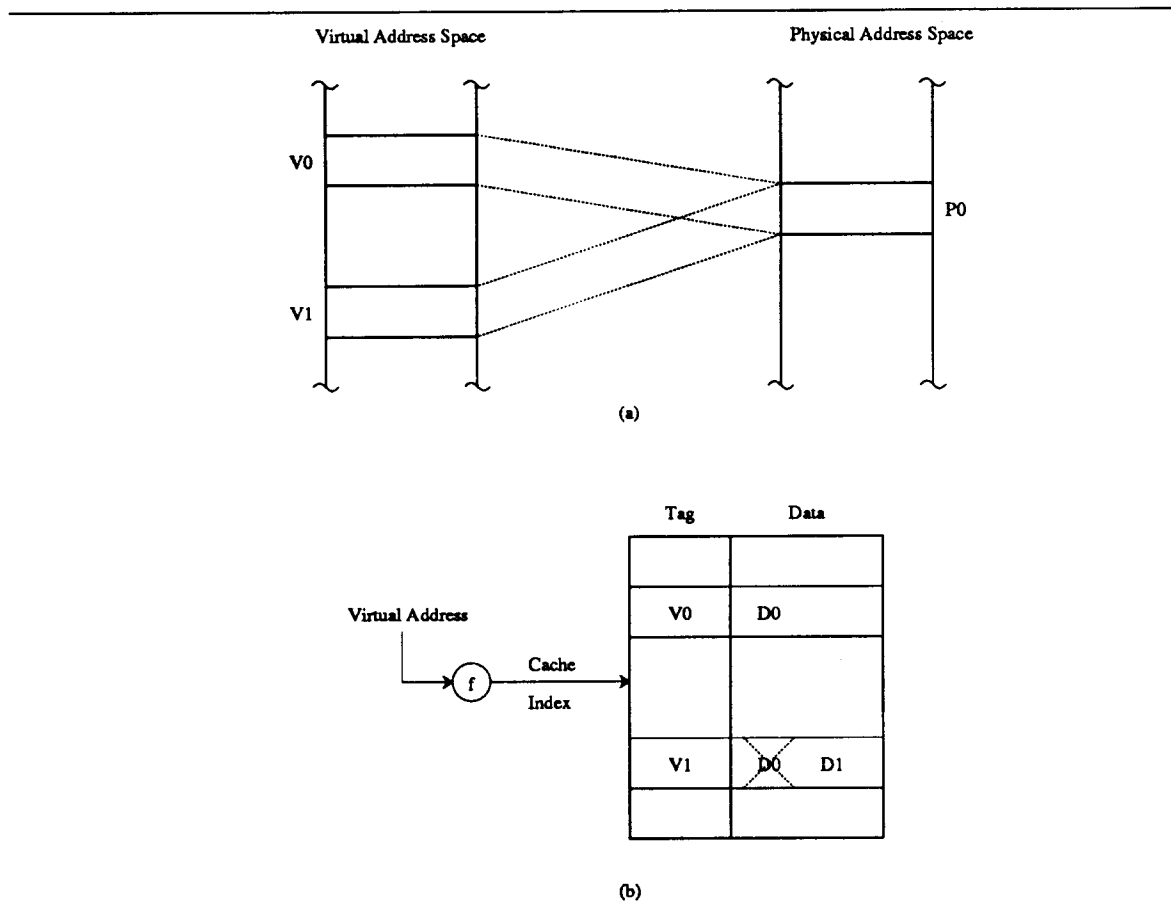 Virtual Address Space Physical Address Space
V0
P0
V1
(a)
Tag Data
V0 D0
Virtual Address
Cache
f
Index
V1 D0 D1
(b)